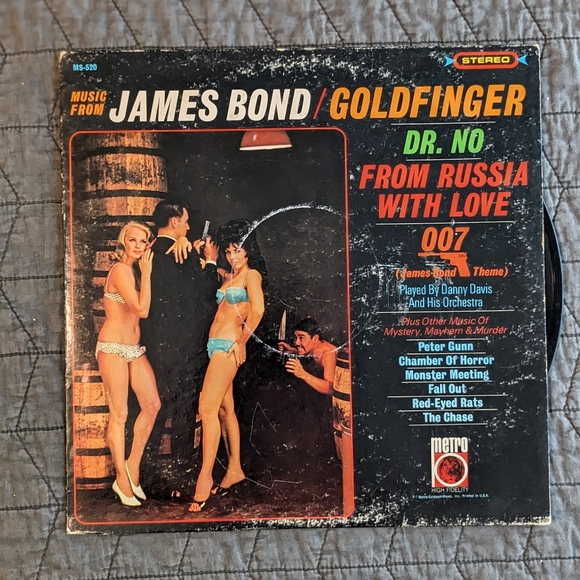 MS-520
STEREO
MUSIC FROM JAMES BOND / GOLDFINGER
DR. NO
FROM RUSSIA
WITH LOVE
007
(James Bond Theme)
Played By Danny Davis
And His Orchestra
Plus Other Music Of
Mystery, Mayhem & Murder
Peter Gunn
Chamber Of Horror
Monster Meeting
Fall Out
Red-Eyed Rats
The Chase
METRO
HIGH FIDELITY
Printed in U.S.A.